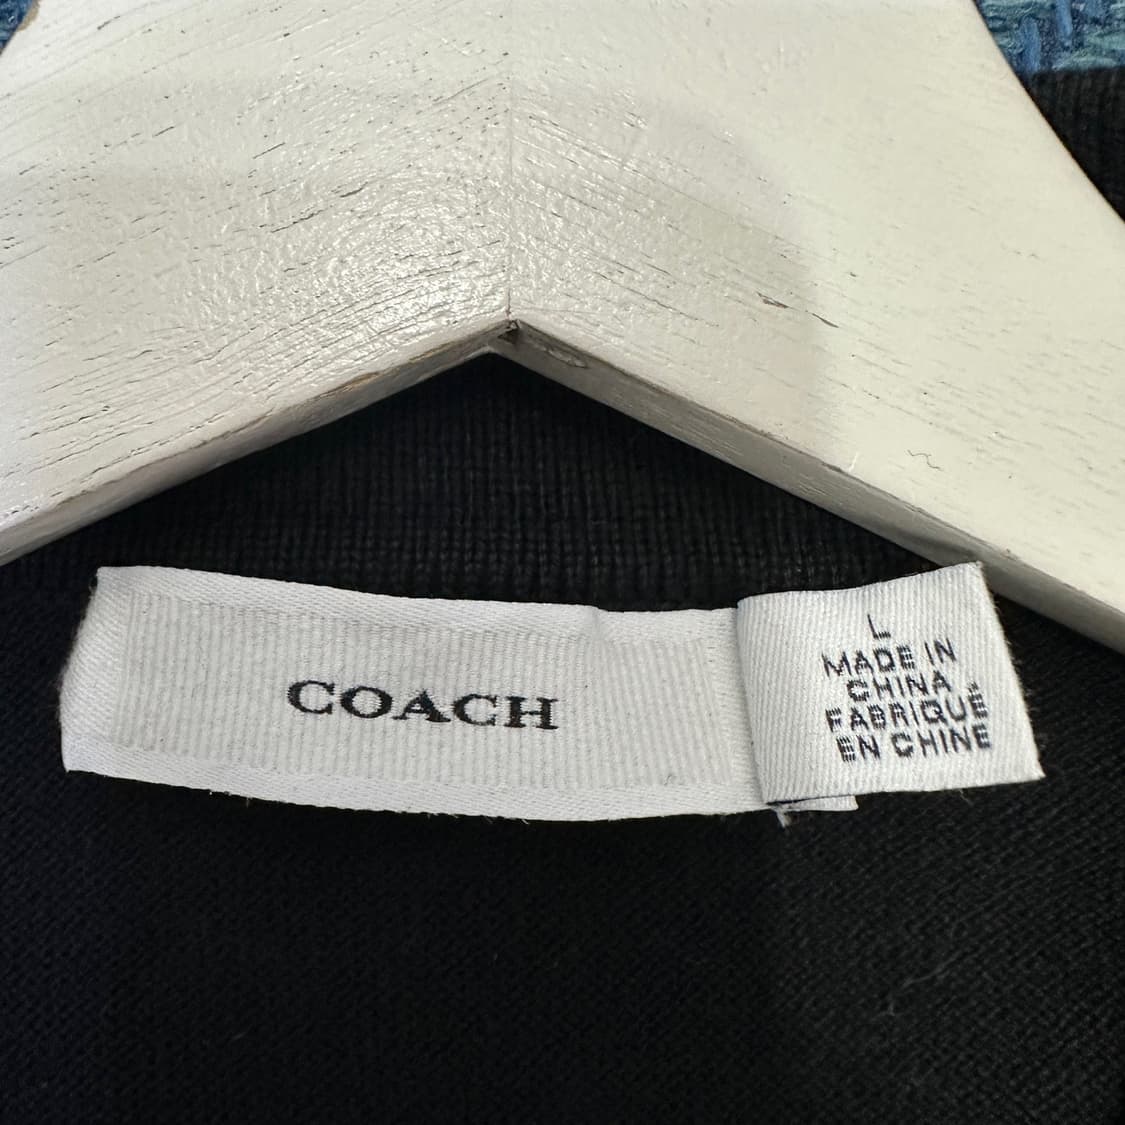 COACH
L
MADE IN
CHINA
FABRIQUÉ
EN CHINE